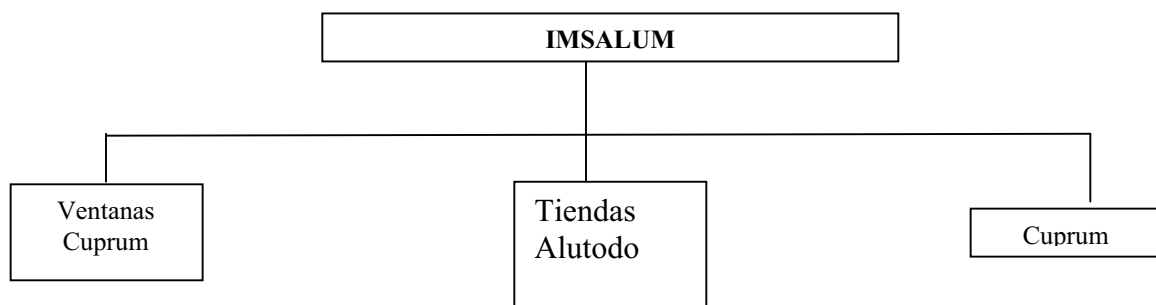 IMSALUM
Ventanas
Cuprum
Tiendas
Alutodo
Cuprum